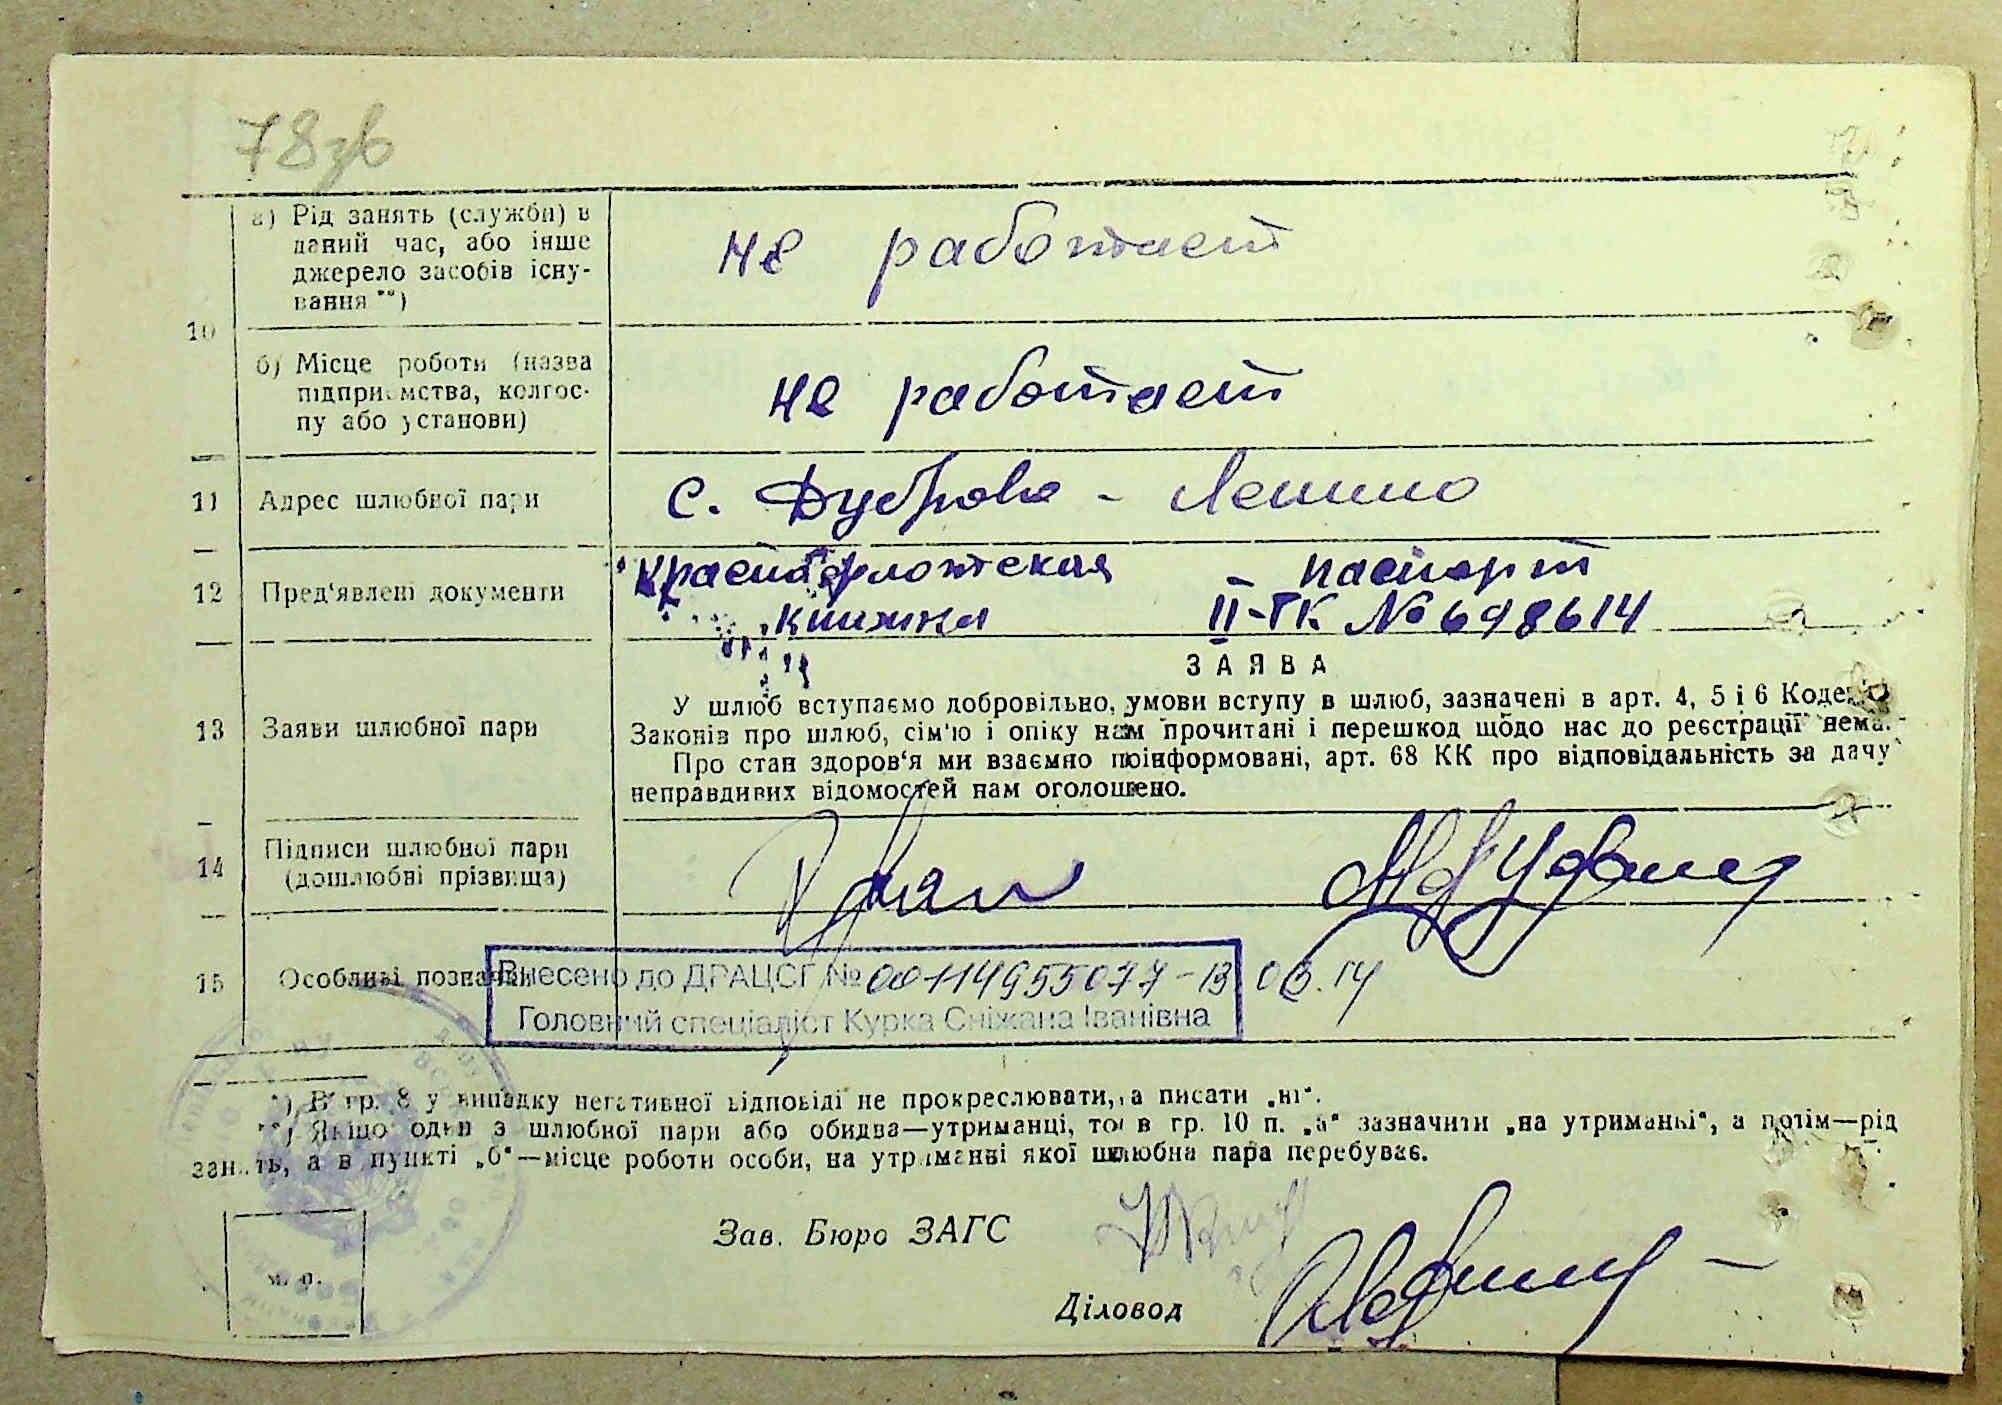 78зв
а) Рід занять (служби) в
даний час, або інше
джерело засобів існу-
вання **)
не работает
10
б) Місце роботи (назва
підприємства, колгос-
пу або установи)
не работает
11 Адрес шлюбної пари
с. Дуброва - Ленино
12 Пред'явлені документи
Краснофлотская паспорт
книжка II-ГК № 698614
13 Заяви шлюбної пари
ЗАЯВА
У шлюб вступаємо добровільно, умови вступу в шлюб, зазначені в арт. 4, 5 і 6 Кодексу
Законів про шлюб, сім'ю і опіку нам прочитані і перешкод щодо нас до реєстрації нема.
Про стан здоров'я ми взаємно поінформовані, арт. 68 КК про відповідальність за дачу
неправдивих відомостей нам оголошено.
14 Підписи шлюбної пари
(дошлюбні прізвища)
15 Особливі позначки
Внесено до ДРАЦСГ № 00114955077-13.03.14
Головний спеціаліст Курка Сніжана Іванівна
*) В гр. 8 у випадку негативної відповіді не прокреслювати, а писати „ні“.
**) Якщо один з шлюбної пари або обидва—утриманці, то в гр. 10 п. „а“ зазначити „на утриманні“, а потім—рід
занять, а в пункті „б“—місце роботи особи, на утриманні якої шлюбна пара перебуває.
Зав. Бюро ЗАГС
м. п.
Діловод